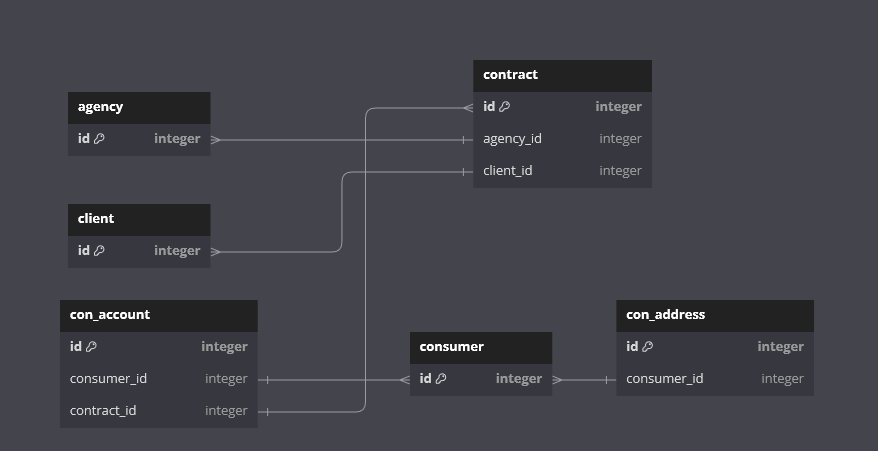 contract
id integer
agency_id integer
client_id integer
agency
id integer
client
id integer
con_account
id integer
consumer_id integer
contract_id integer
consumer
id integer
con_address
id integer
consumer_id integer